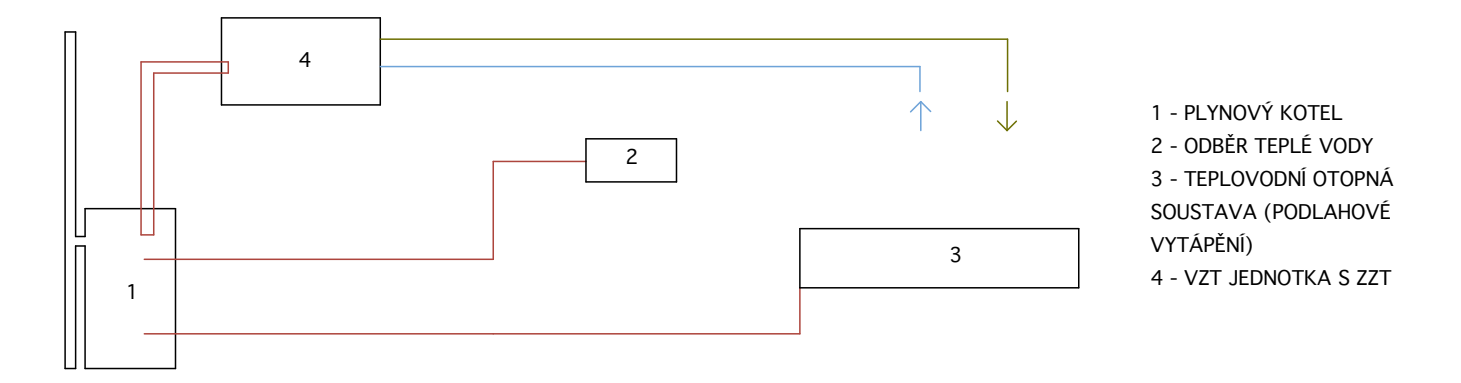 4
2
3
1
1 - PLYNOVÝ KOTEL
2 - ODBĚR TEPLÉ VODY
3 - TEPLOVODNÍ OTOPNÁ
SOUSTAVA (PODLAHOVÉ
VYTÁPĚNÍ)
4 - VZT JEDNOTKA S ZZT